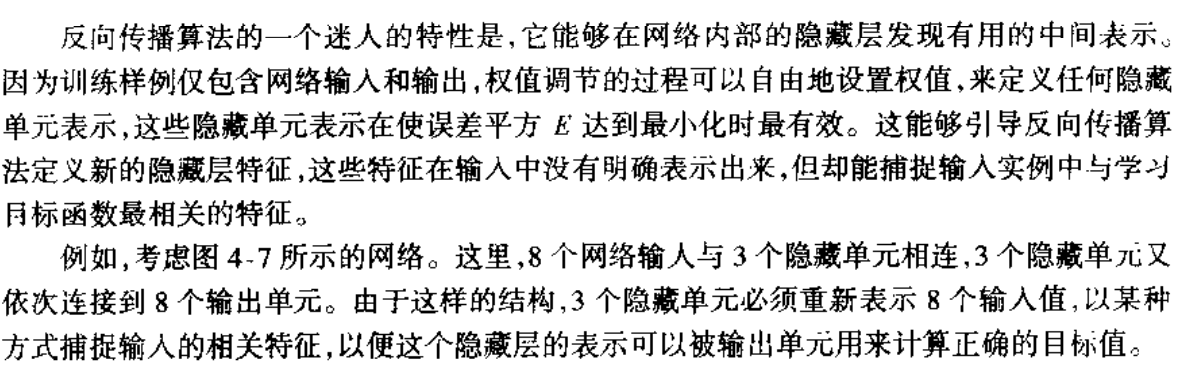 反向传播算法的一个迷人的特性是,它能够在网络内部的隐藏层发现有用的中间表示。
因为训练样例仅包含网络输入和输出,权值调节的过程可以自由地设置权值,来定义任何隐藏
单元表示,这些隐藏单元表示在使误差平方 E 达到最小化时最有效。这能够引导反向传播算
法定义新的隐藏层特征,这些特征在输入中没有明确表示出来,但却能捕捉输入实例中与学习
目标函数最相关的特征。
例如,考虑图 4-7 所示的网络。这里,8 个网络输入与 3 个隐藏单元相连,3 个隐藏单元又
依次连接到 8 个输出单元。由于这样的结构,3 个隐藏单元必须重新表示 8 个输入值,以某种
方式捕捉输入的相关特征,以便这个隐藏层的表示可以被输出单元用来计算正确的目标值。